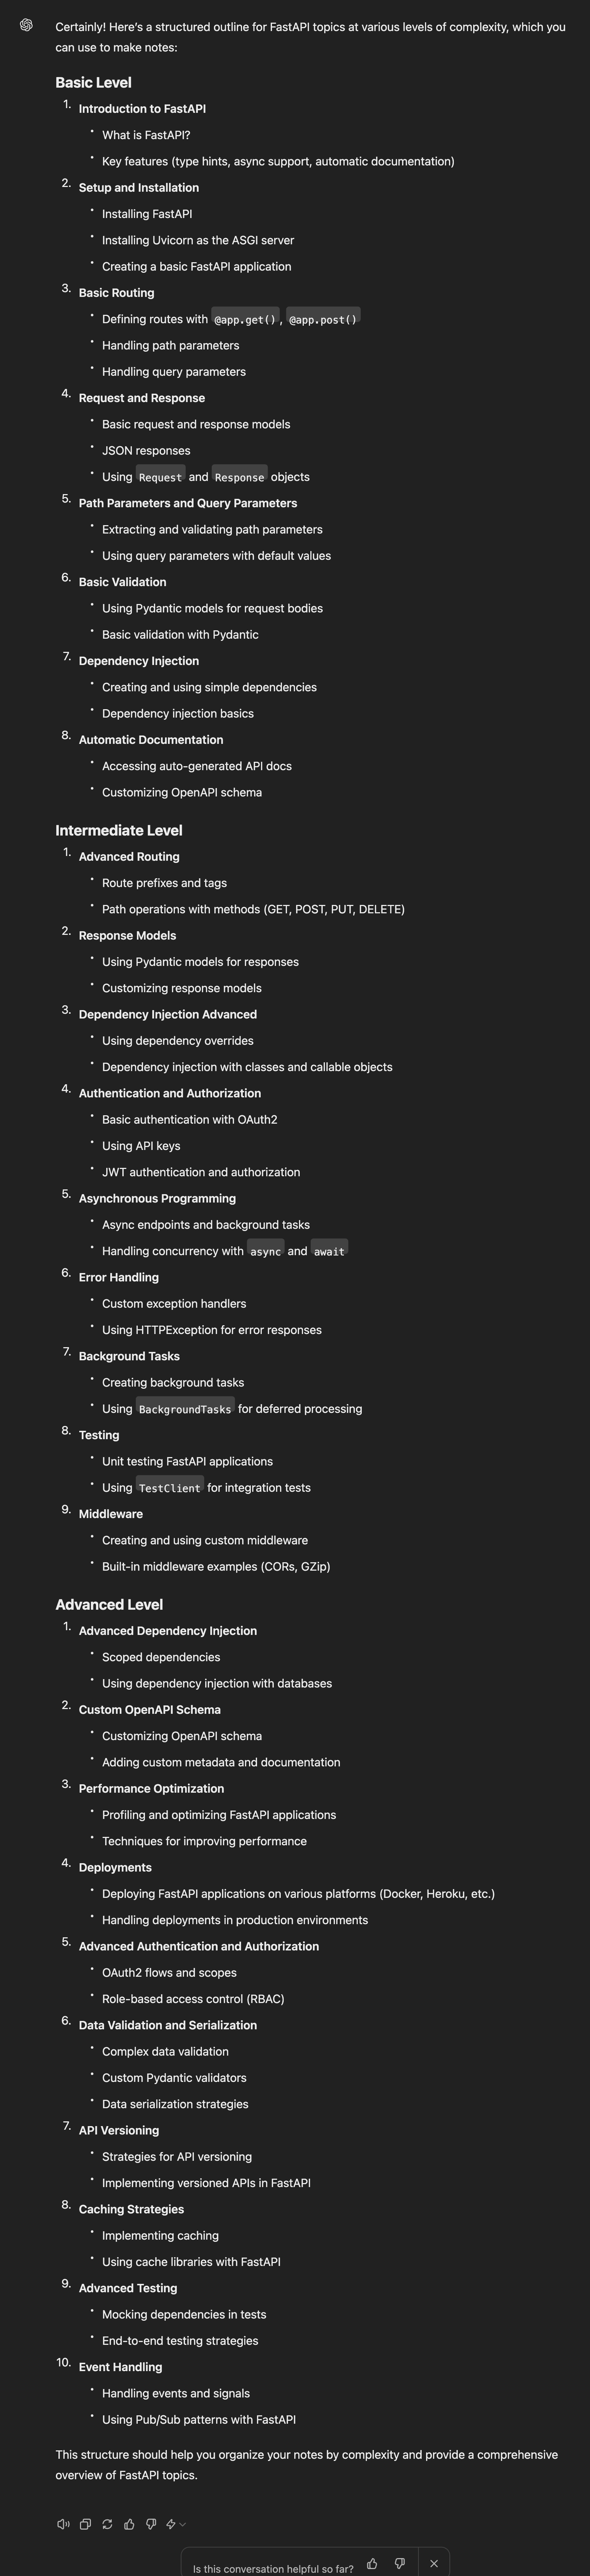 Certainly! Here's a structured outline for FastAPI topics at various levels of complexity, which you
can use to make notes:
Basic Level
1. Introduction to FastAPI
• What is FastAPI?
• Key features (type hints, async support, automatic documentation)
2. Setup and Installation
• Installing FastAPI
• Installing Uvicorn as the ASGI server
• Creating a basic FastAPI application
3. Basic Routing
• Defining routes with @app.get(), @app.post()
• Handling path parameters
• Handling query parameters
4. Request and Response
• Basic request and response models
• JSON responses
• Using Request and Response objects
5. Path Parameters and Query Parameters
• Extracting and validating path parameters
• Using query parameters with default values
6. Basic Validation
• Using Pydantic models for request bodies
• Basic validation with Pydantic
7. Dependency Injection
• Creating and using simple dependencies
• Dependency injection basics
8. Automatic Documentation
• Accessing auto-generated API docs
• Customizing OpenAPI schema
Intermediate Level
1. Advanced Routing
• Route prefixes and tags
• Path operations with methods (GET, POST, PUT, DELETE)
2. Response Models
• Using Pydantic models for responses
• Customizing response models
3. Dependency Injection Advanced
• Using dependency overrides
• Dependency injection with classes and callable objects
4. Authentication and Authorization
• Basic authentication with OAuth2
• Using API keys
• JWT authentication and authorization
5. Asynchronous Programming
• Async endpoints and background tasks
• Handling concurrency with async and await
6. Error Handling
• Custom exception handlers
• Using HTTPException for error responses
7. Background Tasks
• Creating background tasks
• Using BackgroundTasks for deferred processing
8. Testing
• Unit testing FastAPI applications
• Using TestClient for integration tests
9. Middleware
• Creating and using custom middleware
• Built-in middleware examples (CORs, GZip)
Advanced Level
1. Advanced Dependency Injection
• Scoped dependencies
• Using dependency injection with databases
2. Custom OpenAPI Schema
• Customizing OpenAPI schema
• Adding custom metadata and documentation
3. Performance Optimization
• Profiling and optimizing FastAPI applications
• Techniques for improving performance
4. Deployments
• Deploying FastAPI applications on various platforms (Docker, Heroku, etc.)
• Handling deployments in production environments
5. Advanced Authentication and Authorization
• OAuth2 flows and scopes
• Role-based access control (RBAC)
6. Data Validation and Serialization
• Complex data validation
• Custom Pydantic validators
• Data serialization strategies
7. API Versioning
• Strategies for API versioning
• Implementing versioned APIs in FastAPI
8. Caching Strategies
• Implementing caching
• Using cache libraries with FastAPI
9. Advanced Testing
• Mocking dependencies in tests
• End-to-end testing strategies
10. Event Handling
• Handling events and signals
• Using Pub/Sub patterns with FastAPI
This structure should help you organize your notes by complexity and provide a comprehensive
overview of FastAPI topics.
Is this conversation helpful so far?